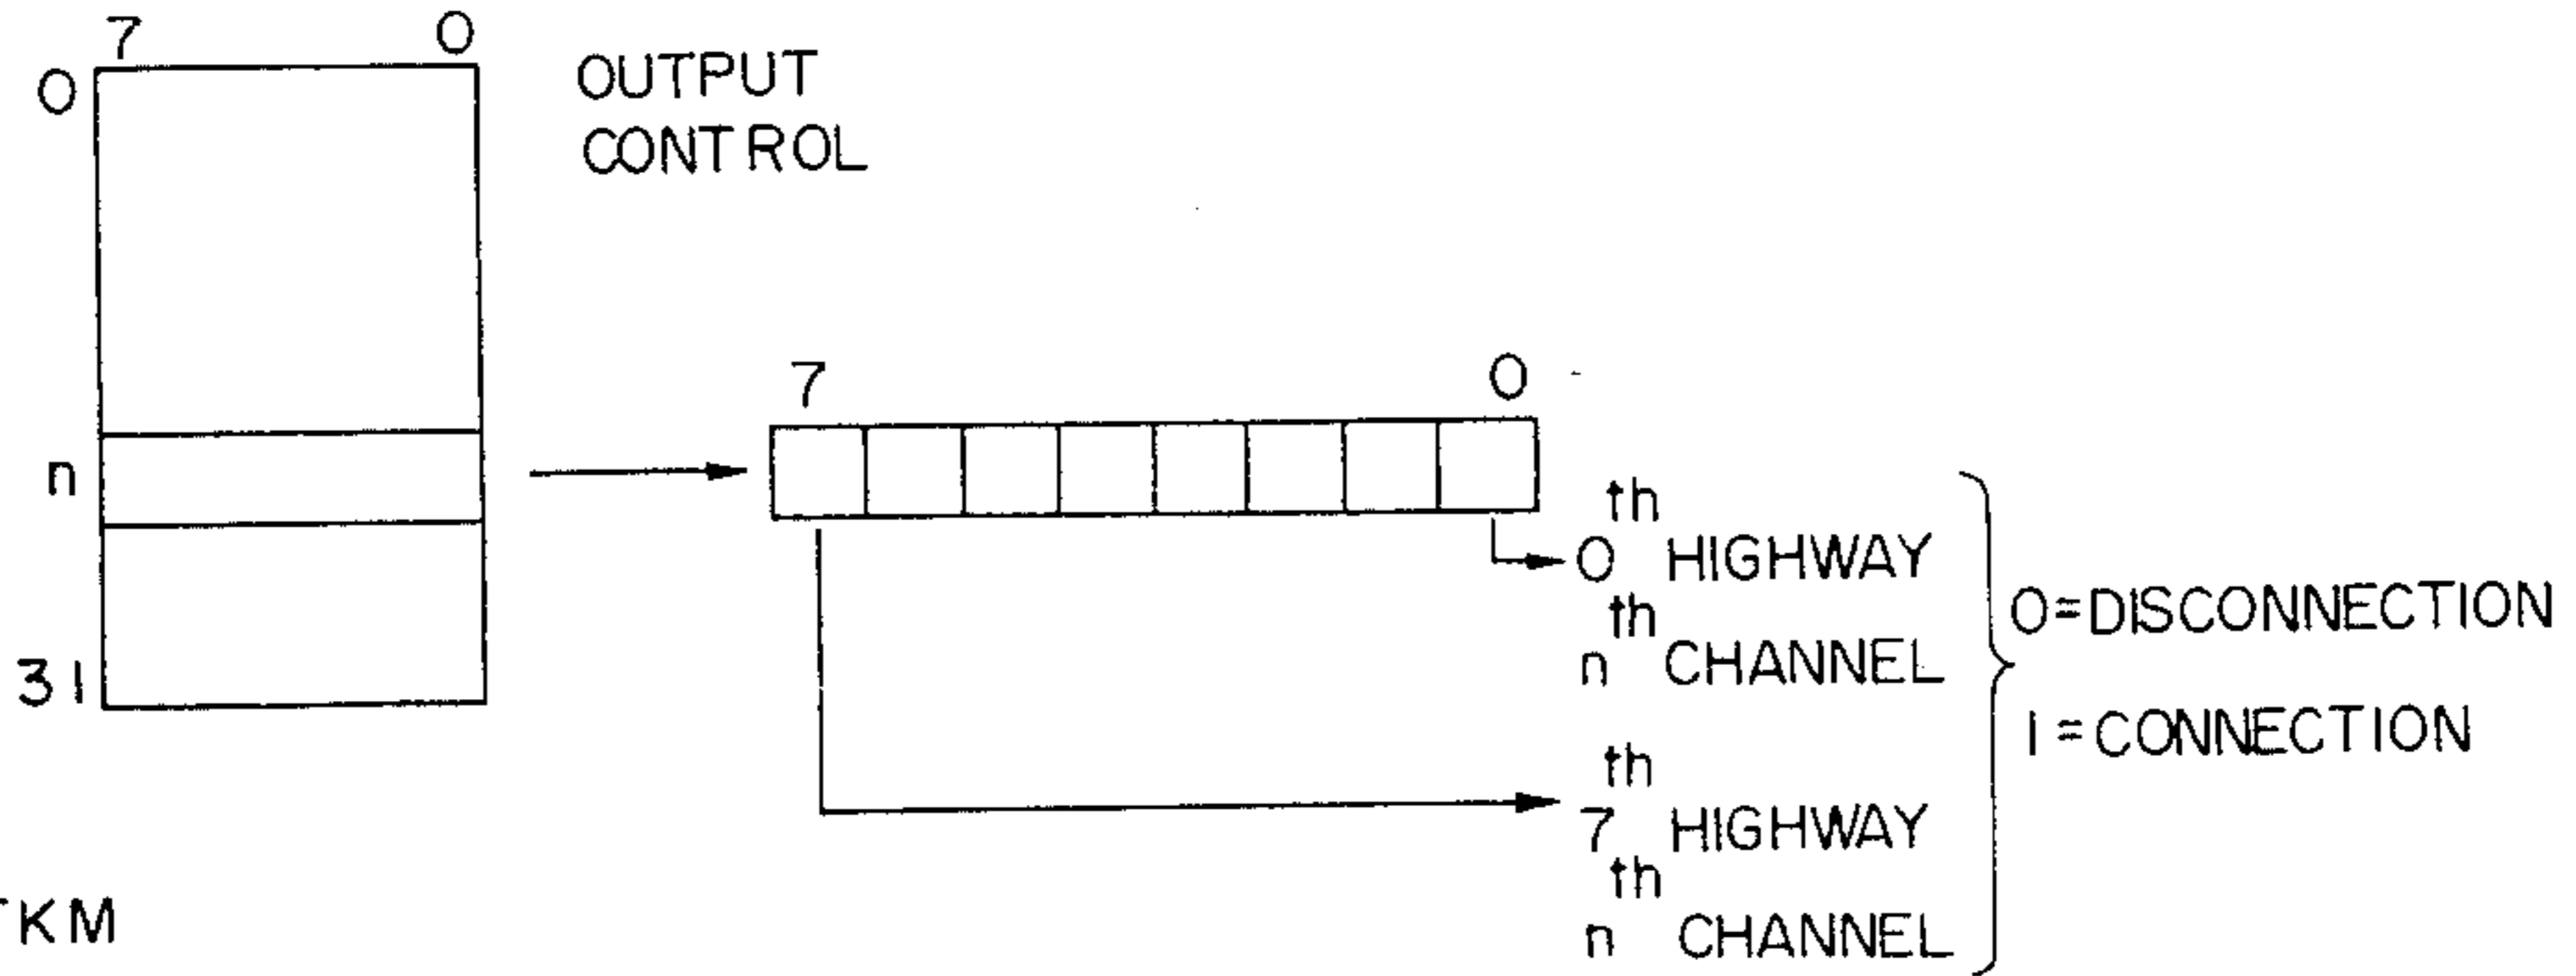 7 0
0
OUTPUT
CONTROL
n
31
7 0
0th HIGHWAY
nth CHANNEL
7th HIGHWAY
nth CHANNEL
0=DISCONNECTION
1=CONNECTION